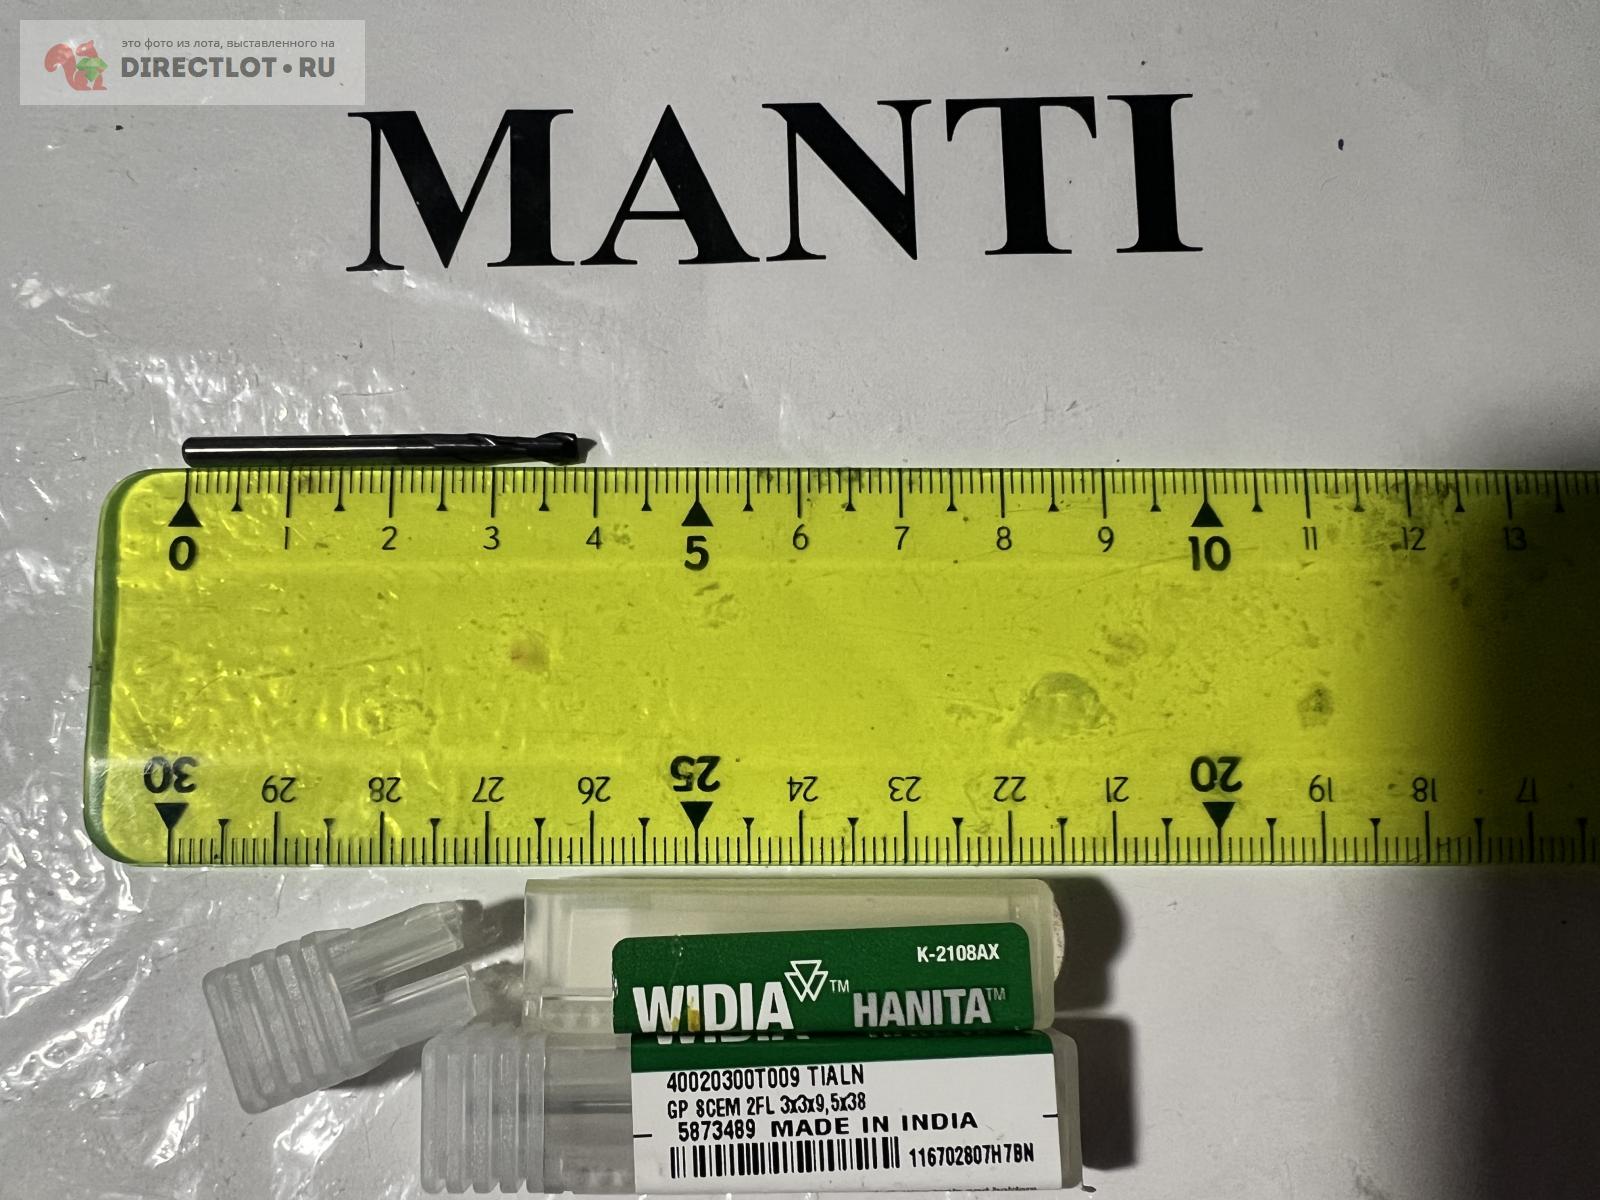 это фото из лота, выставленного на
DIRECTLOT•RU
MANTI
0 1 2 3 4 5 6 7 8 9 10 11 12 13
30 29 28 27 26 25 24 23 22 21 20 19 18 17
K-2108AX
WIDIA™ HANITA™
40020300T009 TIALN
GP SCEM 2FL 3x3x9,5x38
5873489 MADE IN INDIA
116702807H7BN